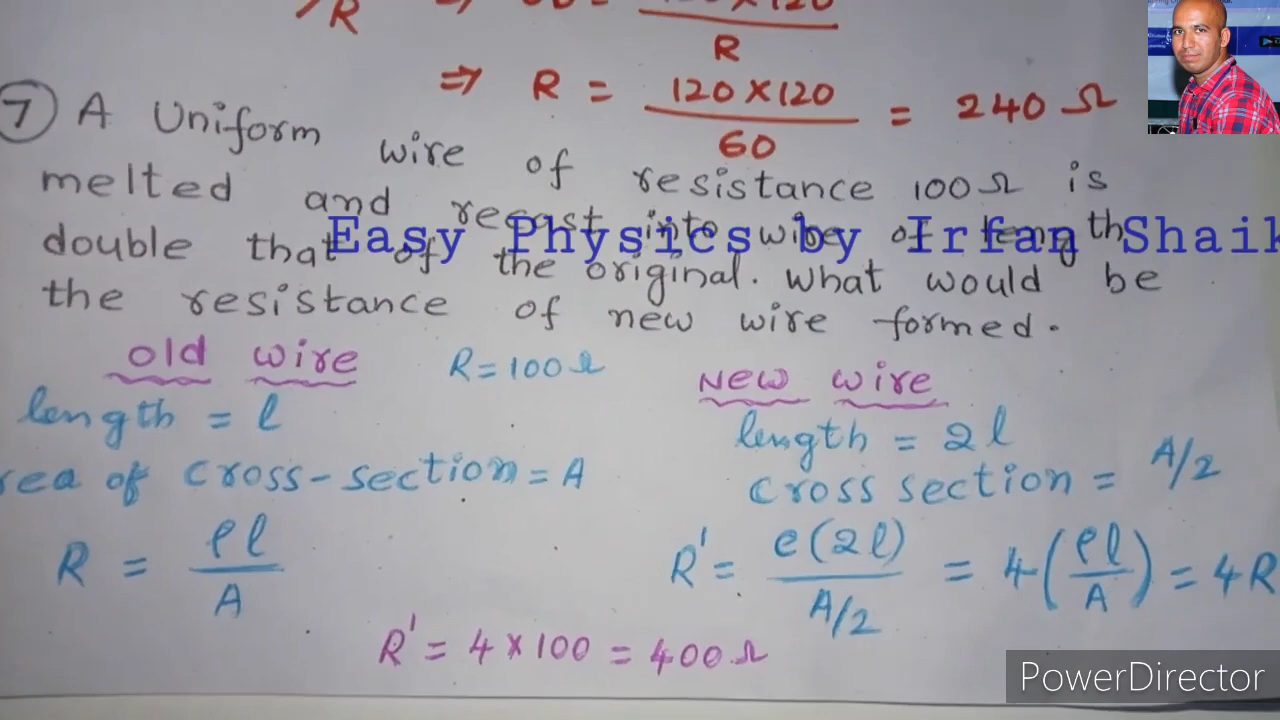 R ⇒
R
⇒ R = 120×120 / 60 = 240 Ω
7 A Uniform wire of resistance 100Ω is
melted and recast into wire of length
Easy Physics by Irfan Shaik
double that of the original. What would be
the resistance of new wire formed.
old wire R=100Ω New wire
length = l length = 2l
rea of cross-section = A cross section = A/2
R = ρl / A R' = e(2l) / A/2 = 4(ρl / A) = 4R
R' = 4×100 = 400Ω
PowerDirector